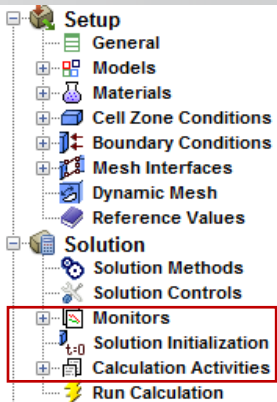 Setup
General
Models
Materials
Cell Zone Conditions
Boundary Conditions
Mesh Interfaces
Dynamic Mesh
Reference Values
Solution
Solution Methods
Solution Controls
Monitors
t=0 Solution Initialization
Calculation Activities
Run Calculation